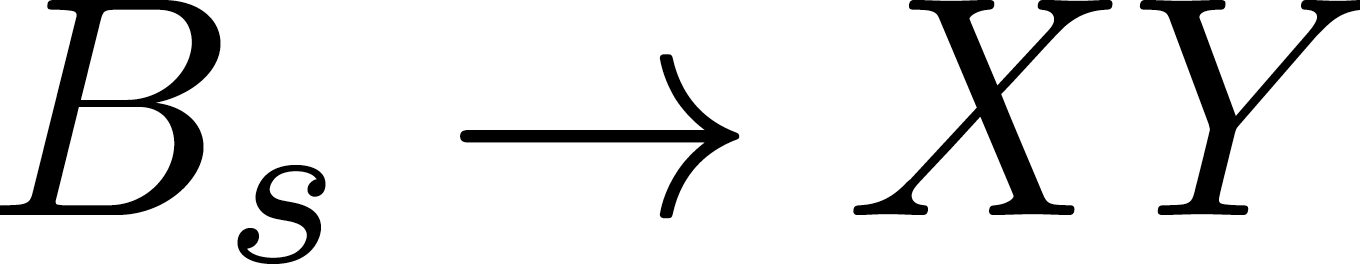 B_s → XY